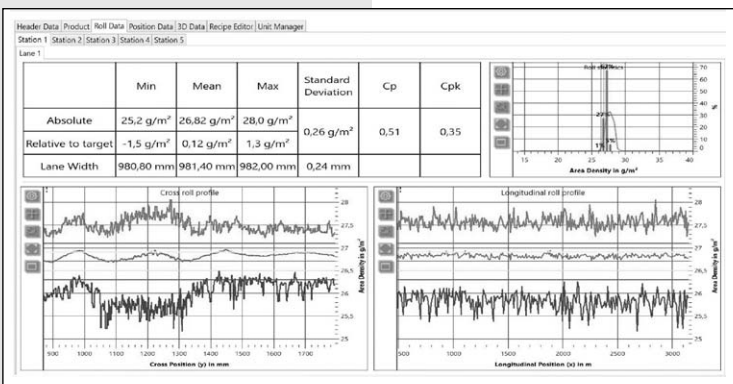 Header Data Product Roll Data Position Data 3D Data Recipe Editor Unit Manager
Station 1 Station 2 Station 3 Station 4 Station 5
Lane 1
Min Mean Max Standard Deviation Cp Cpk
Absolute 25,2 g/m² 26,82 g/m² 28,0 g/m² 0,26 g/m² 0,51 0,35
Relative to target -1,5 g/m² 0,12 g/m² 1,3 g/m²
Lane Width 980,80 mm 981,40 mm 982,00 mm 0,24 mm
70
60
50
40
30
20
10
0
%
15 20 25 30 35 40
Area Density in g/m²
Cross roll profile
28
27,5
27
26,5
26
25,5
25
Area Density in g/m²
900 1000 1100 1200 1300 1400 1500 1600 1700
Cross Position (y) in mm
Longitudinal roll profile
28
27,5
27
26,5
26
25,5
25
Area Density in g/m²
500 1000 1500 2000 2500 3000
Longitudinal Position (x) in m